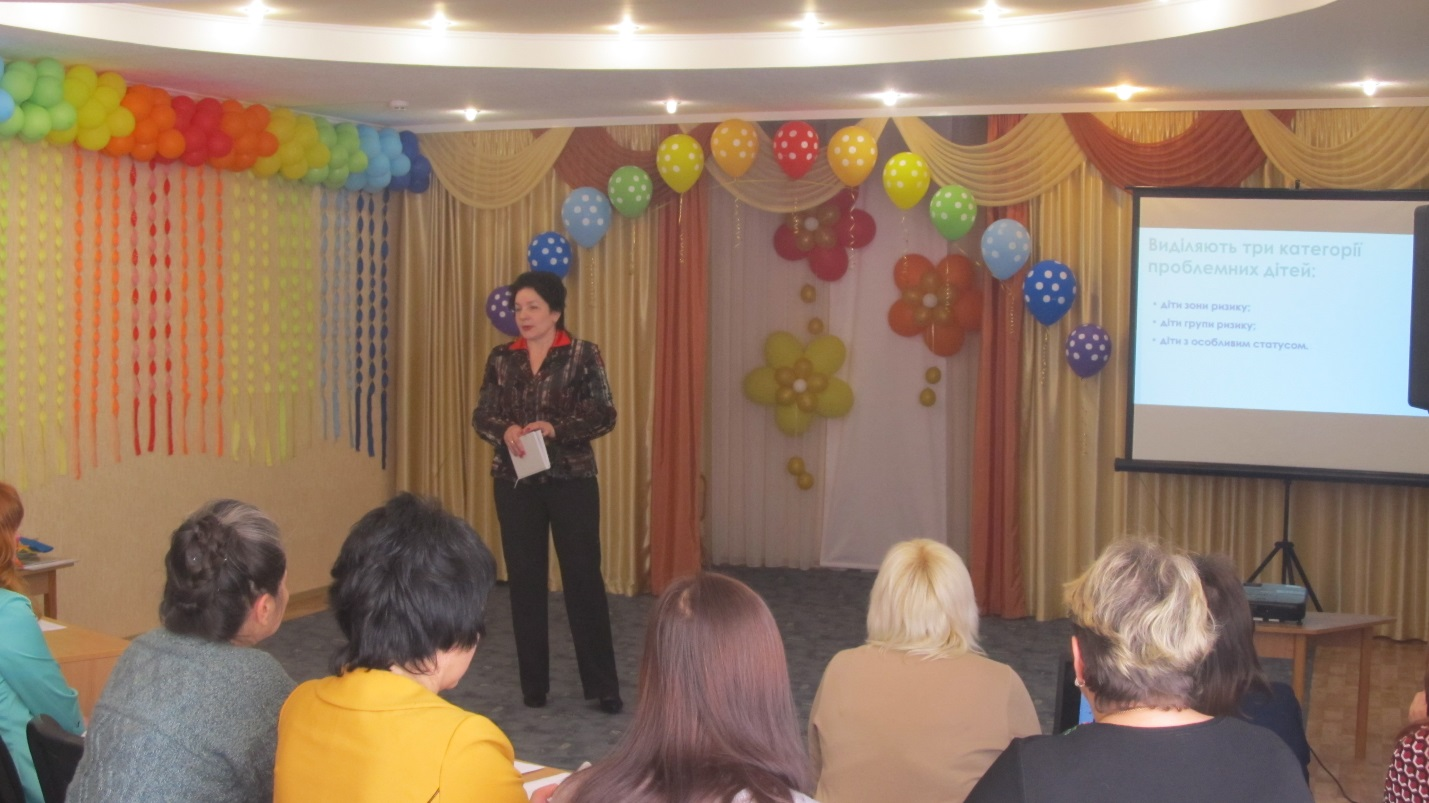 Виділяють три категорії
проблемних дітей:
• діти зони ризику;
• діти групи ризику;
• діти з особливим статусом.